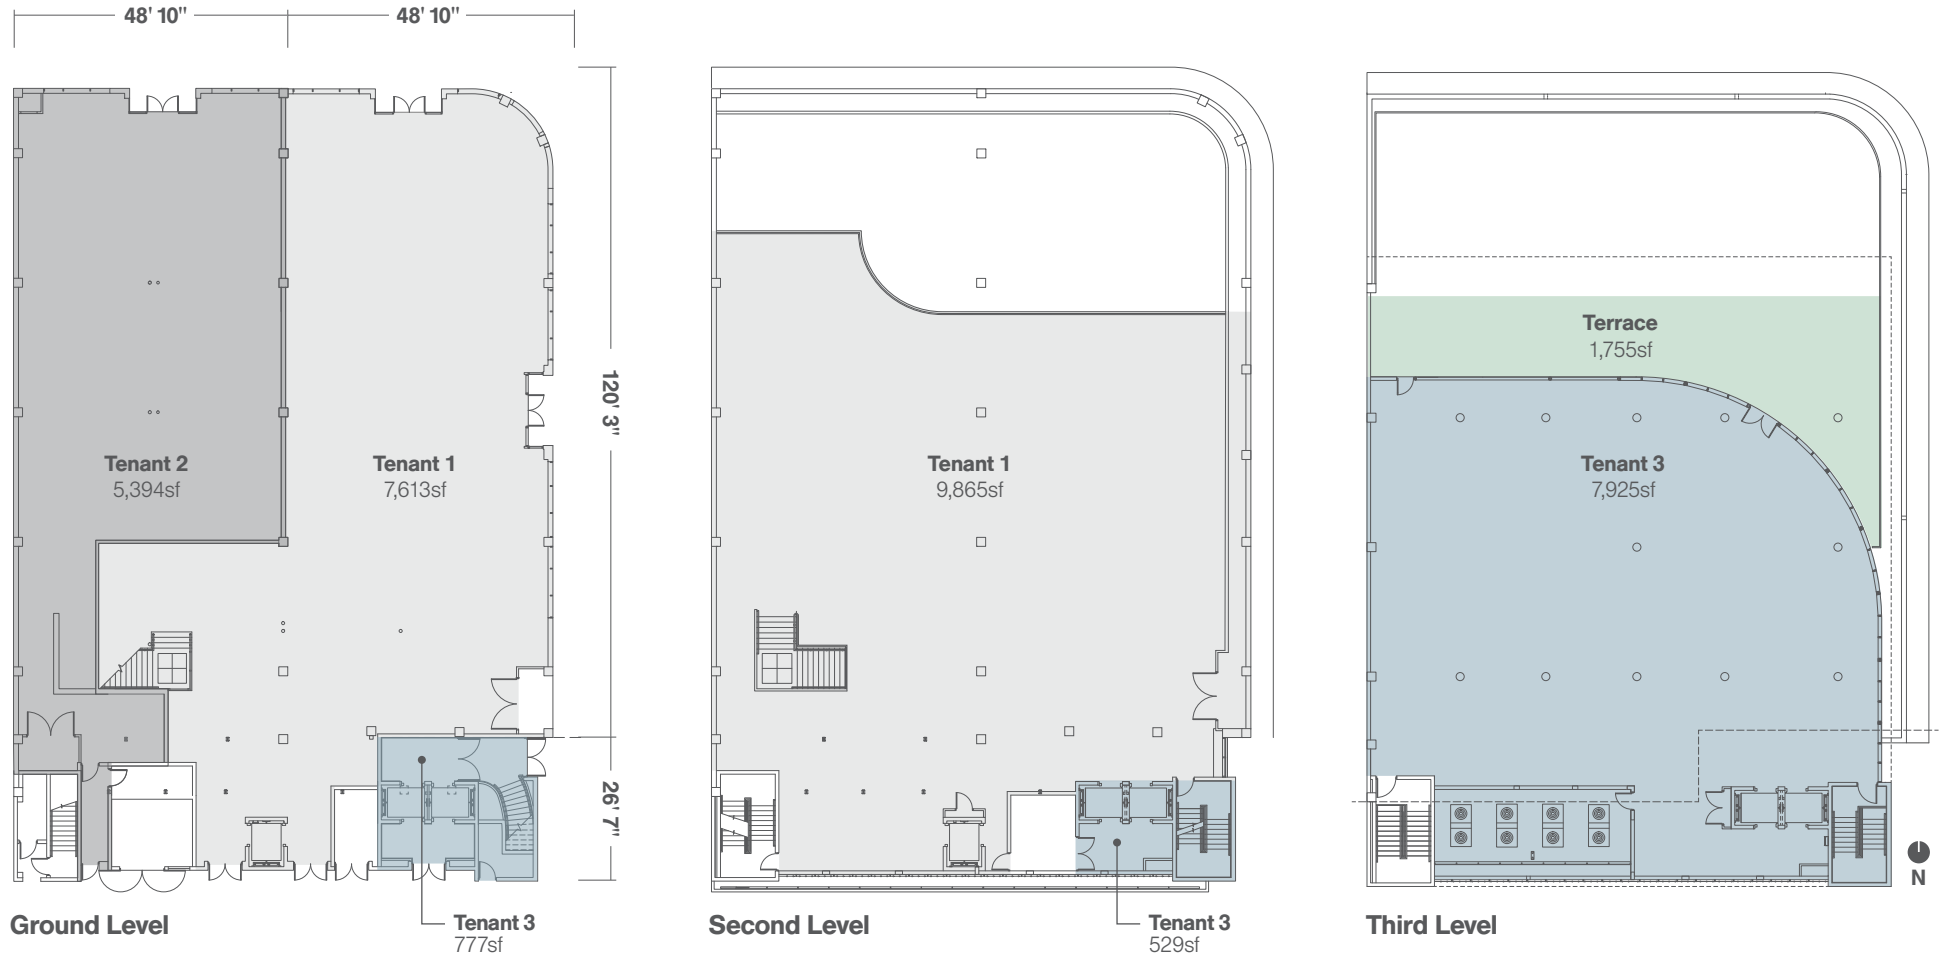 48' 10"
48' 10"
120' 3"
26' 7"
Tenant 2
5,394sf
Tenant 1
7,613sf
Tenant 3
777sf
Ground Level
Tenant 1
9,865sf
Tenant 3
529sf
Second Level
Terrace
1,755sf
Tenant 3
7,925sf
N
Third Level